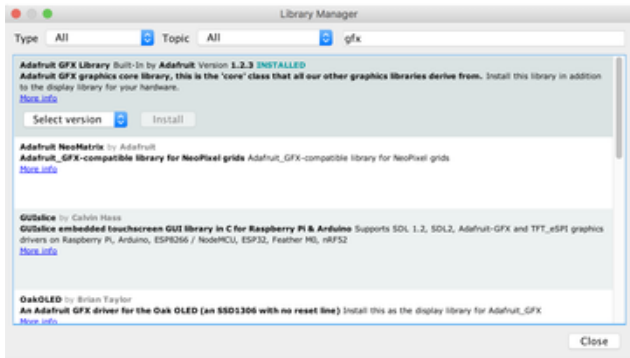 Library Manager
Type All Topic All gfx
Adafruit GFX Library Built-In by Adafruit Version 1.2.3 INSTALLED
Adafruit GFX graphics core library, this is the 'core' class that all our other graphics libraries derive from. Install this library in addition
to the display library for your hardware.
More info
Select version Install
Adafruit NeoMatrix by Adafruit
Adafruit_GFX-compatible library for NeoPixel grids Adafruit_GFX-compatible library for NeoPixel grids
More info
GUIslice by Calvin Hass
GUIslice embedded touchscreen GUI library in C for Raspberry Pi & Arduino Supports SDL 1.2, SDL2, Adafruit-GFX and TFT_eSPI graphics
drivers on Raspberry Pi, Arduino, ESP8266 / NodeMCU, ESP32, Feather M0, nRF52
More info
OakOLED by Brian Taylor
An Adafruit GFX driver for the Oak OLED (an SSD1306 with no reset line) Install this as the display library for Adafruit_GFX
More info
Close